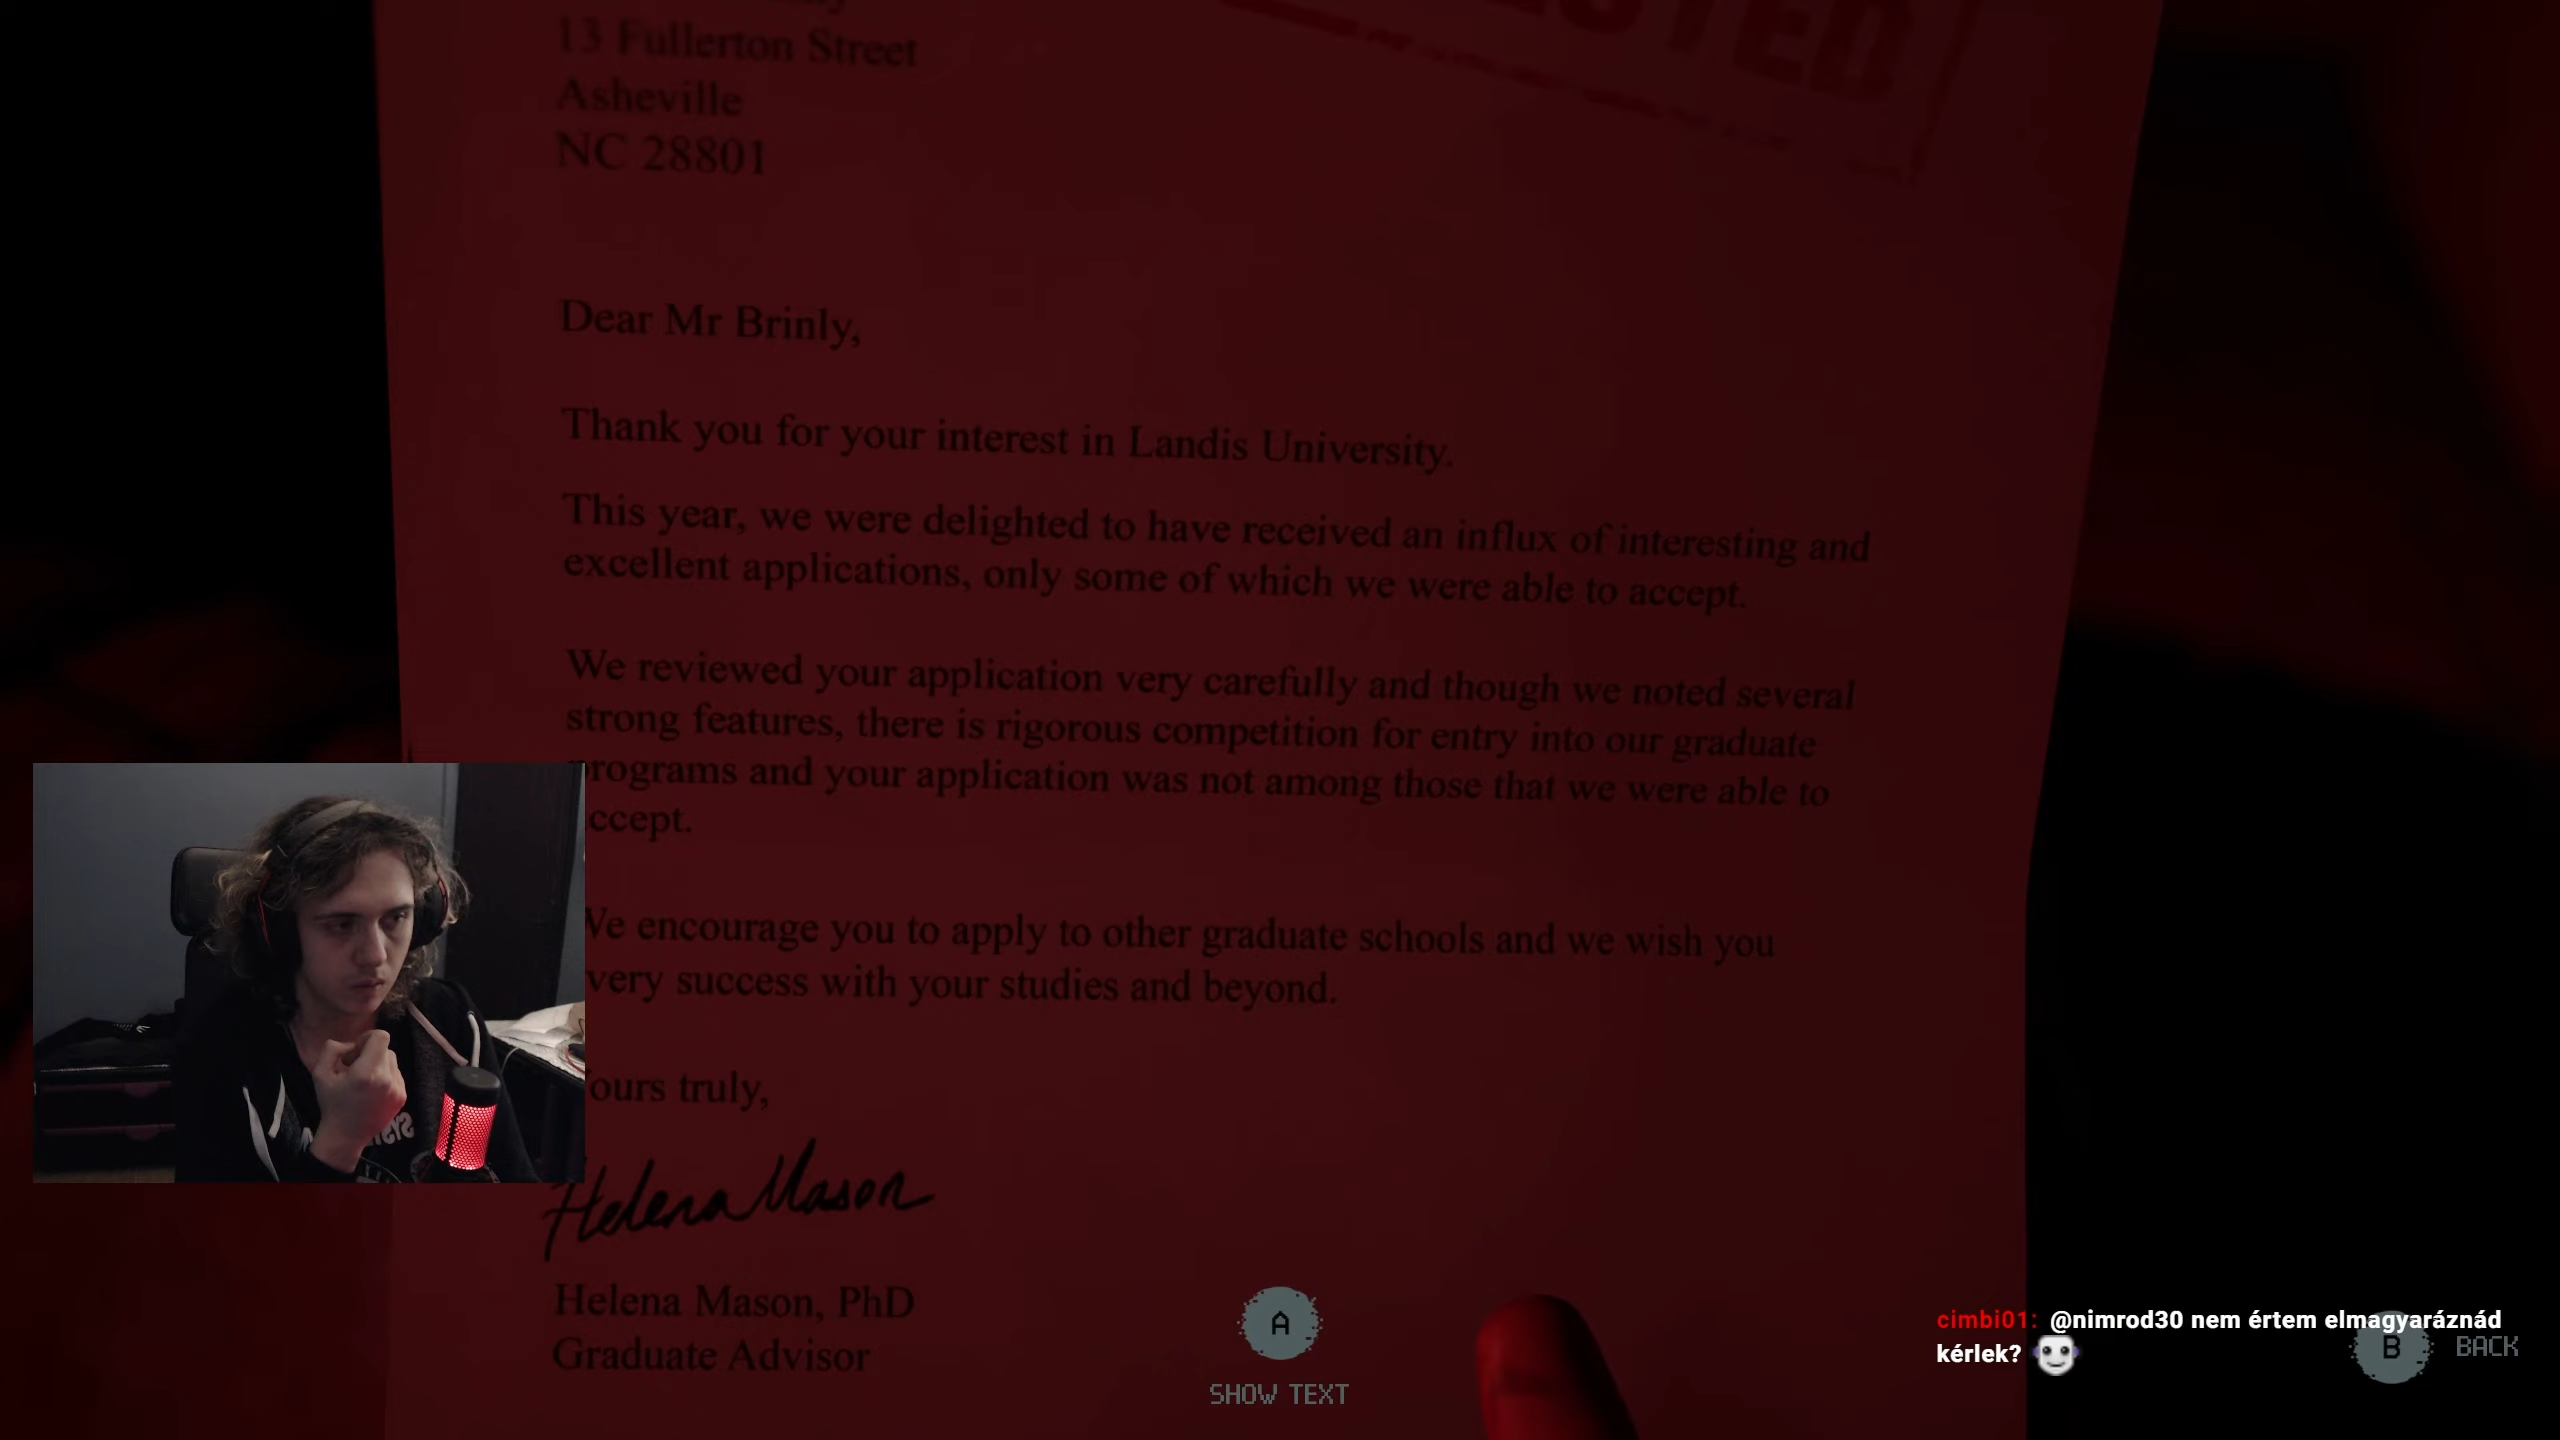 13 Fullerton Street
Asheville
NC 28801
Dear Mr Brinly,
Thank you for your interest in Landis University.
This year, we were delighted to have received an influx of interesting and
excellent applications, only some of which we were able to accept.
We reviewed your application very carefully and though we noted several
strong features, there is rigorous competition for entry into our graduate
programs and your application was not among those that we were able to
ccept.
We encourage you to apply to other graduate schools and we wish you
very success with your studies and beyond.
ours truly,
Helena Mason
Helena Mason, PhD
Graduate Advisor
A
SHOW TEXT
cimbi01: @nimrod30 nem értem elmagyaráznád
kérlek?
B BACK